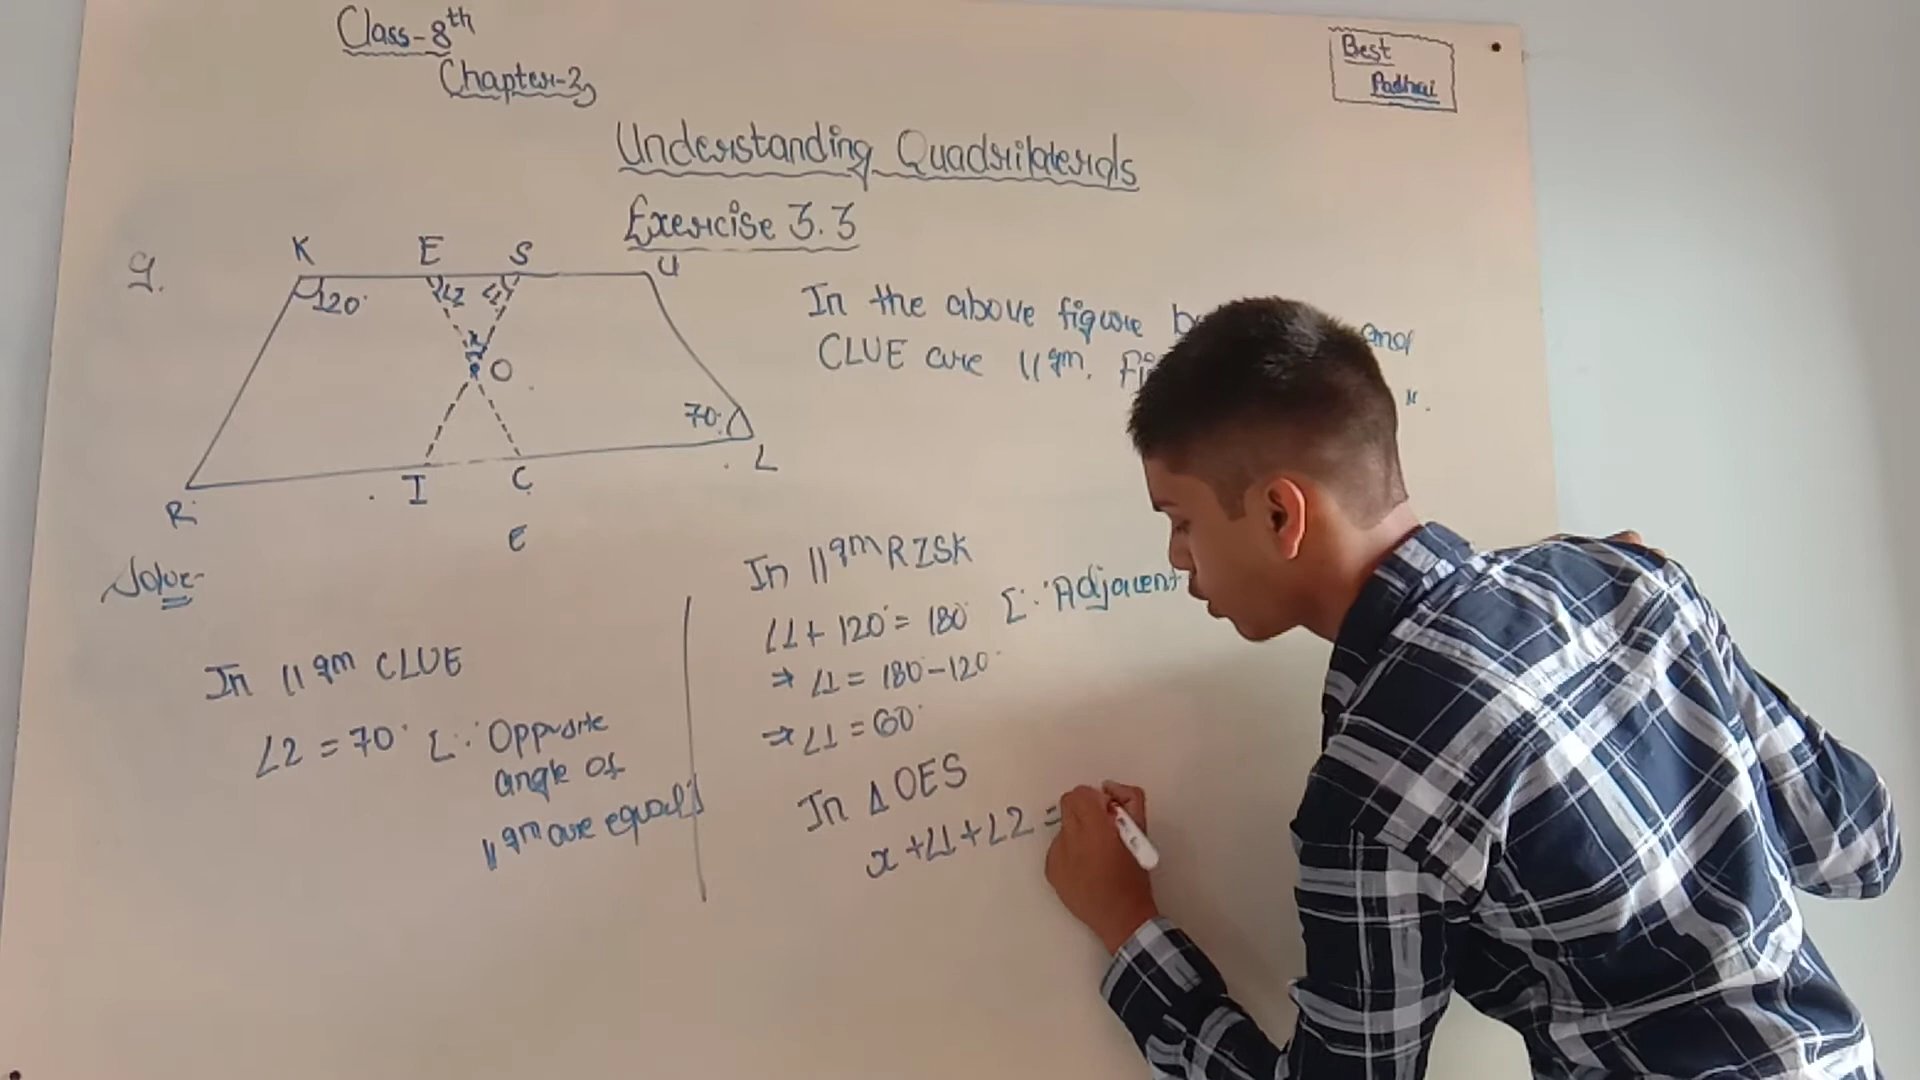 Class-8th
Chapter-3
Best
Padhai
Understanding Quadrilaterals
Exercise 3.3
9.
K E S U
120°
∠2 ∠1
x
O
70°
R I C L
E
In the above figure
CLUE are ||gm.
x.
Solve-
In ||gm CLUE
∠2 = 70° [∵ Opposite
angle of
||gm are equal]
In ||gm RISK
∠1 + 120° = 180° [∵ Adjacent
⇒ ∠1 = 180° - 120°
⇒ ∠1 = 60°
In Δ OES
x + ∠1 + ∠2 =